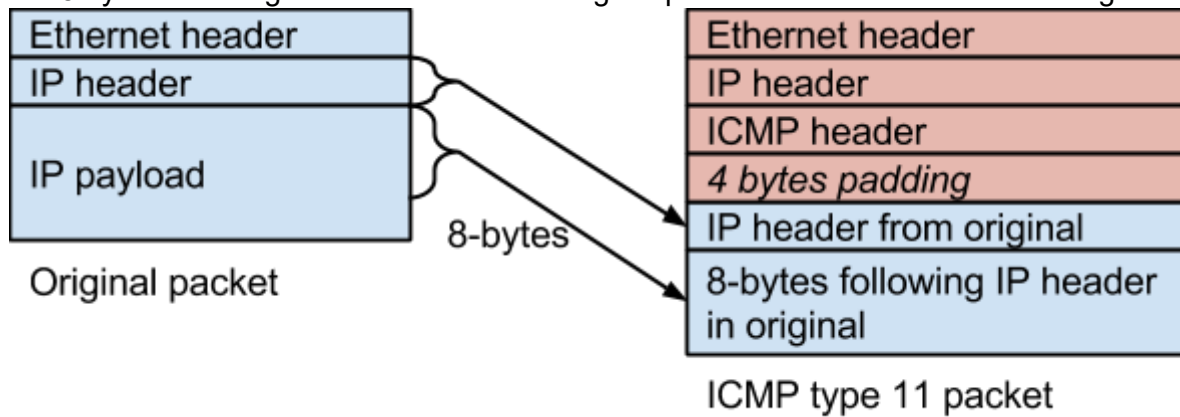 Ethernet header
IP header
IP payload
8-bytes
Original packet
Ethernet header
IP header
ICMP header
4 bytes padding
IP header from original
8-bytes following IP header
in original
ICMP type 11 packet